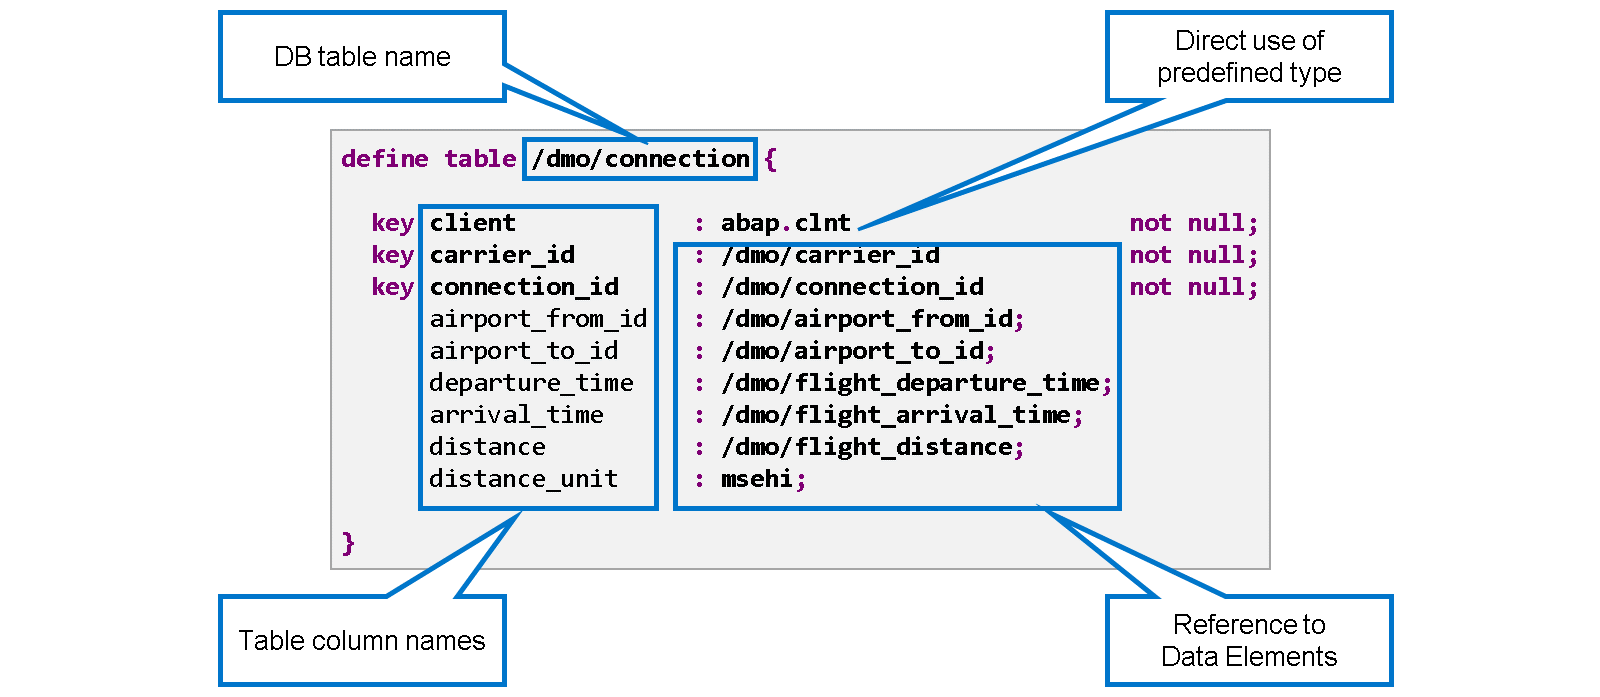 DB table name
Direct use of
predefined type
define table /dmo/connection {
key client : abap.clnt not null;
key carrier_id : /dmo/carrier_id not null;
key connection_id : /dmo/connection_id not null;
airport_from_id : /dmo/airport_from_id;
airport_to_id : /dmo/airport_to_id;
departure_time : /dmo/flight_departure_time;
arrival_time : /dmo/flight_arrival_time;
distance : /dmo/flight_distance;
distance_unit : msehi;
}
Table column names
Reference to
Data Elements